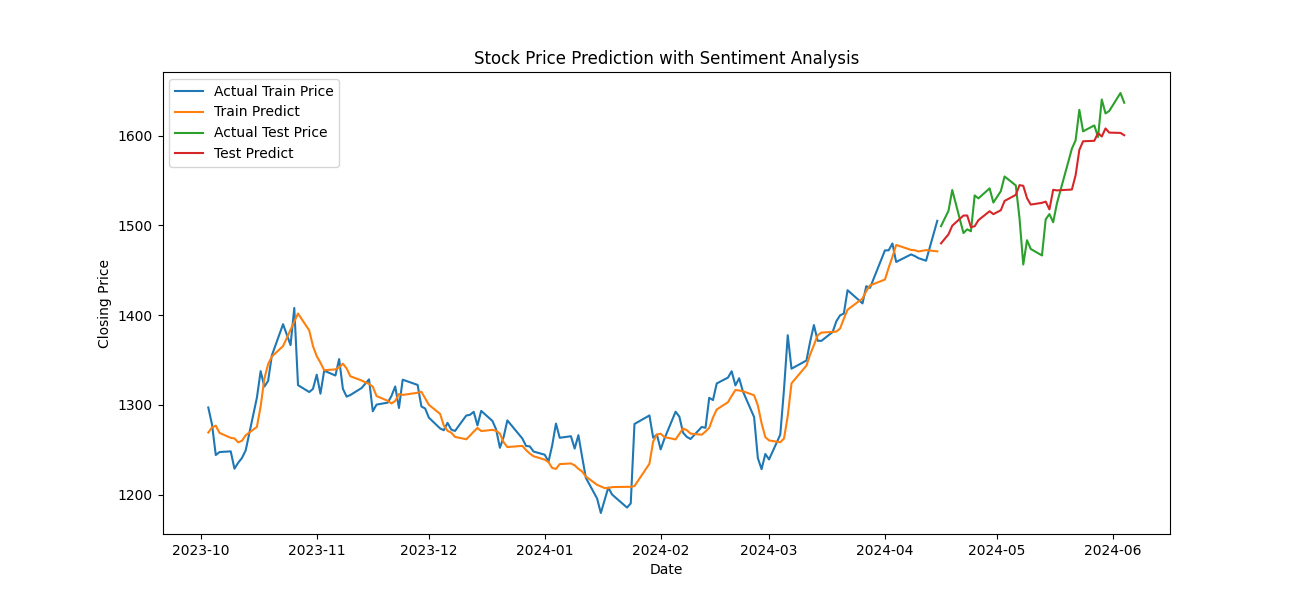 Stock Price Prediction with Sentiment Analysis
Actual Train Price
Train Predict
Actual Test Price
Test Predict
Closing Price
1600
1500
1400
1300
1200
2023-10 2023-11 2023-12 2024-01 2024-02 2024-03 2024-04 2024-05 2024-06
Date